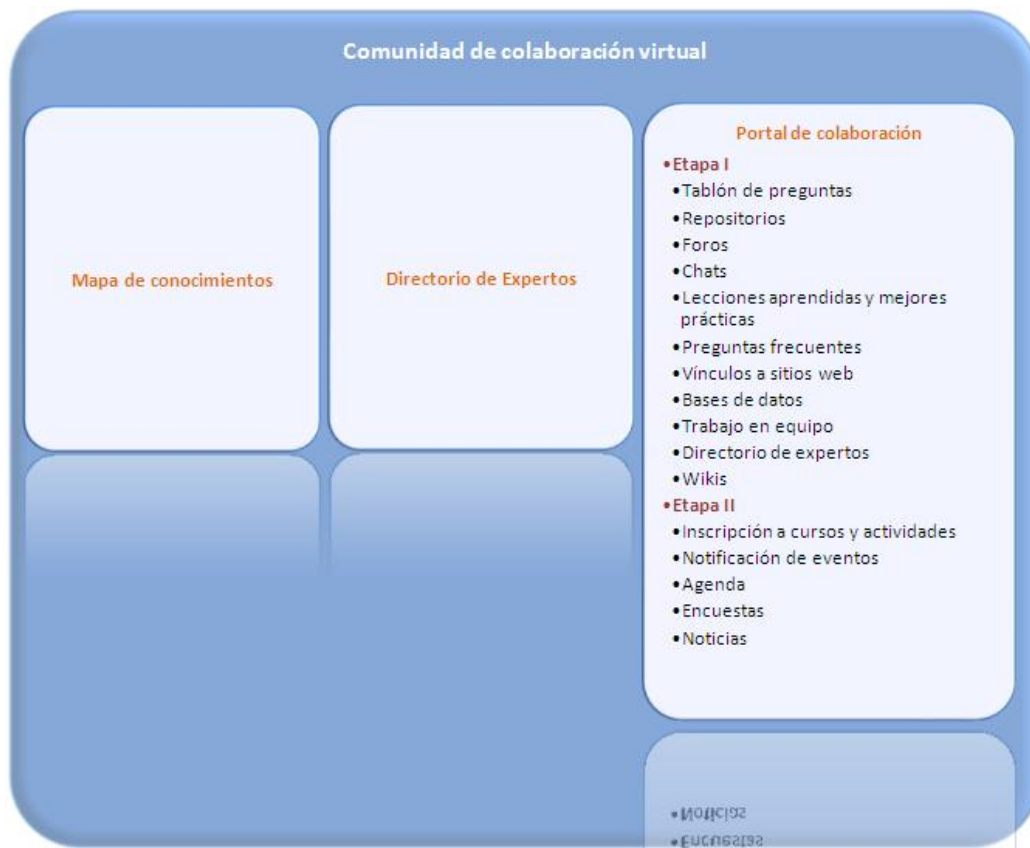 Comunidad de colaboración virtual
Mapa de conocimientos
Directorio de Expertos
Portal de colaboración
•Etapa I
•Tablón de preguntas
•Repositorios
•Foros
•Chats
•Lecciones aprendidas y mejores
prácticas
•Preguntas frecuentes
•Vínculos a sitios web
•Bases de datos
•Trabajo en equipo
•Directorio de expertos
•Wikis
•Etapa II
•Inscripción a cursos y actividades
•Notificación de eventos
•Agenda
•Encuestas
•Noticias
•Noticias
•Encuestas